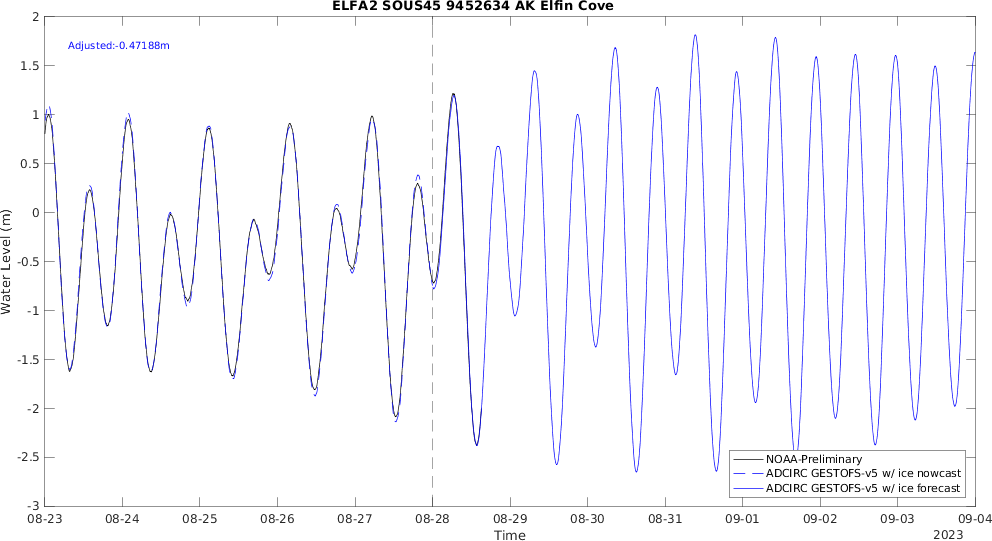 ELFA2 SOUS45 9452634 AK Elfin Cove
Adjusted:-0.47188m
2
1.5
1
0.5
0
-0.5
-1
-1.5
-2
-2.5
-3
Water Level (m)
NOAA-Preliminary
ADCIRC GESTOFS-v5 w/ ice nowcast
ADCIRC GESTOFS-v5 w/ ice forecast
08-23 08-24 08-25 08-26 08-27 08-28 08-29 08-30 08-31 09-01 09-02 09-03 09-04
Time
2023